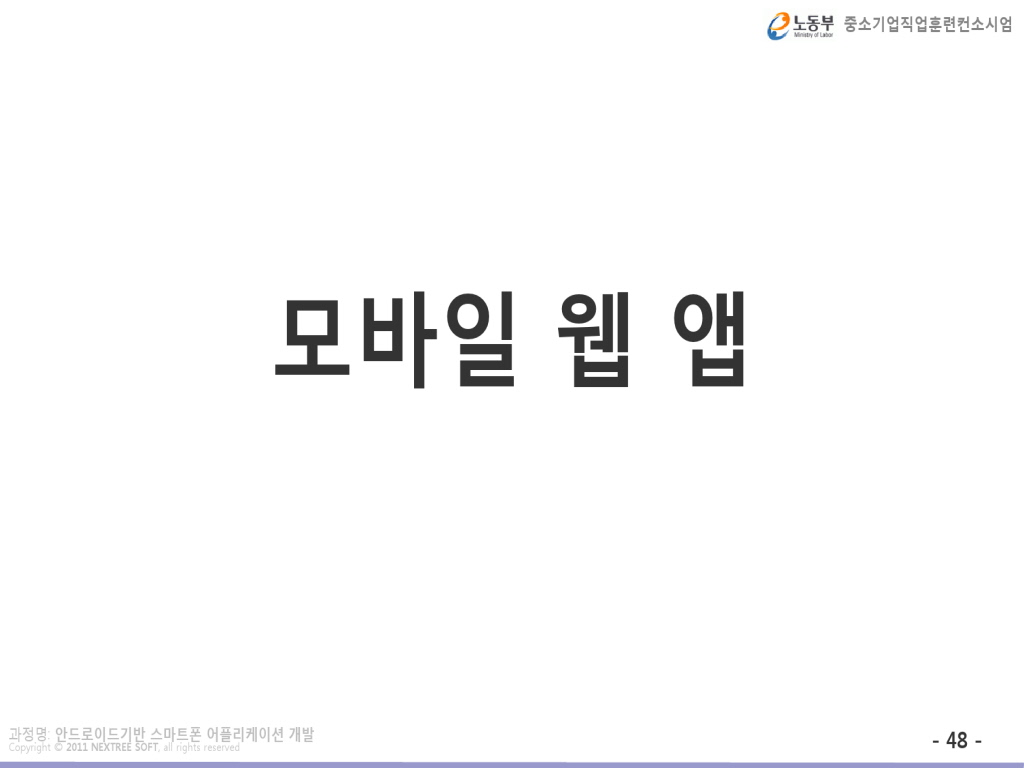 노동부 중소기업직업훈련컨소시엄
Ministry of Labor
모바일 웹 앱
과정명: 안드로이드기반 스마트폰 어플리케이션 개발
Copyright © 2011 NEXTREE SOFT, all rights reserved
- 48 -